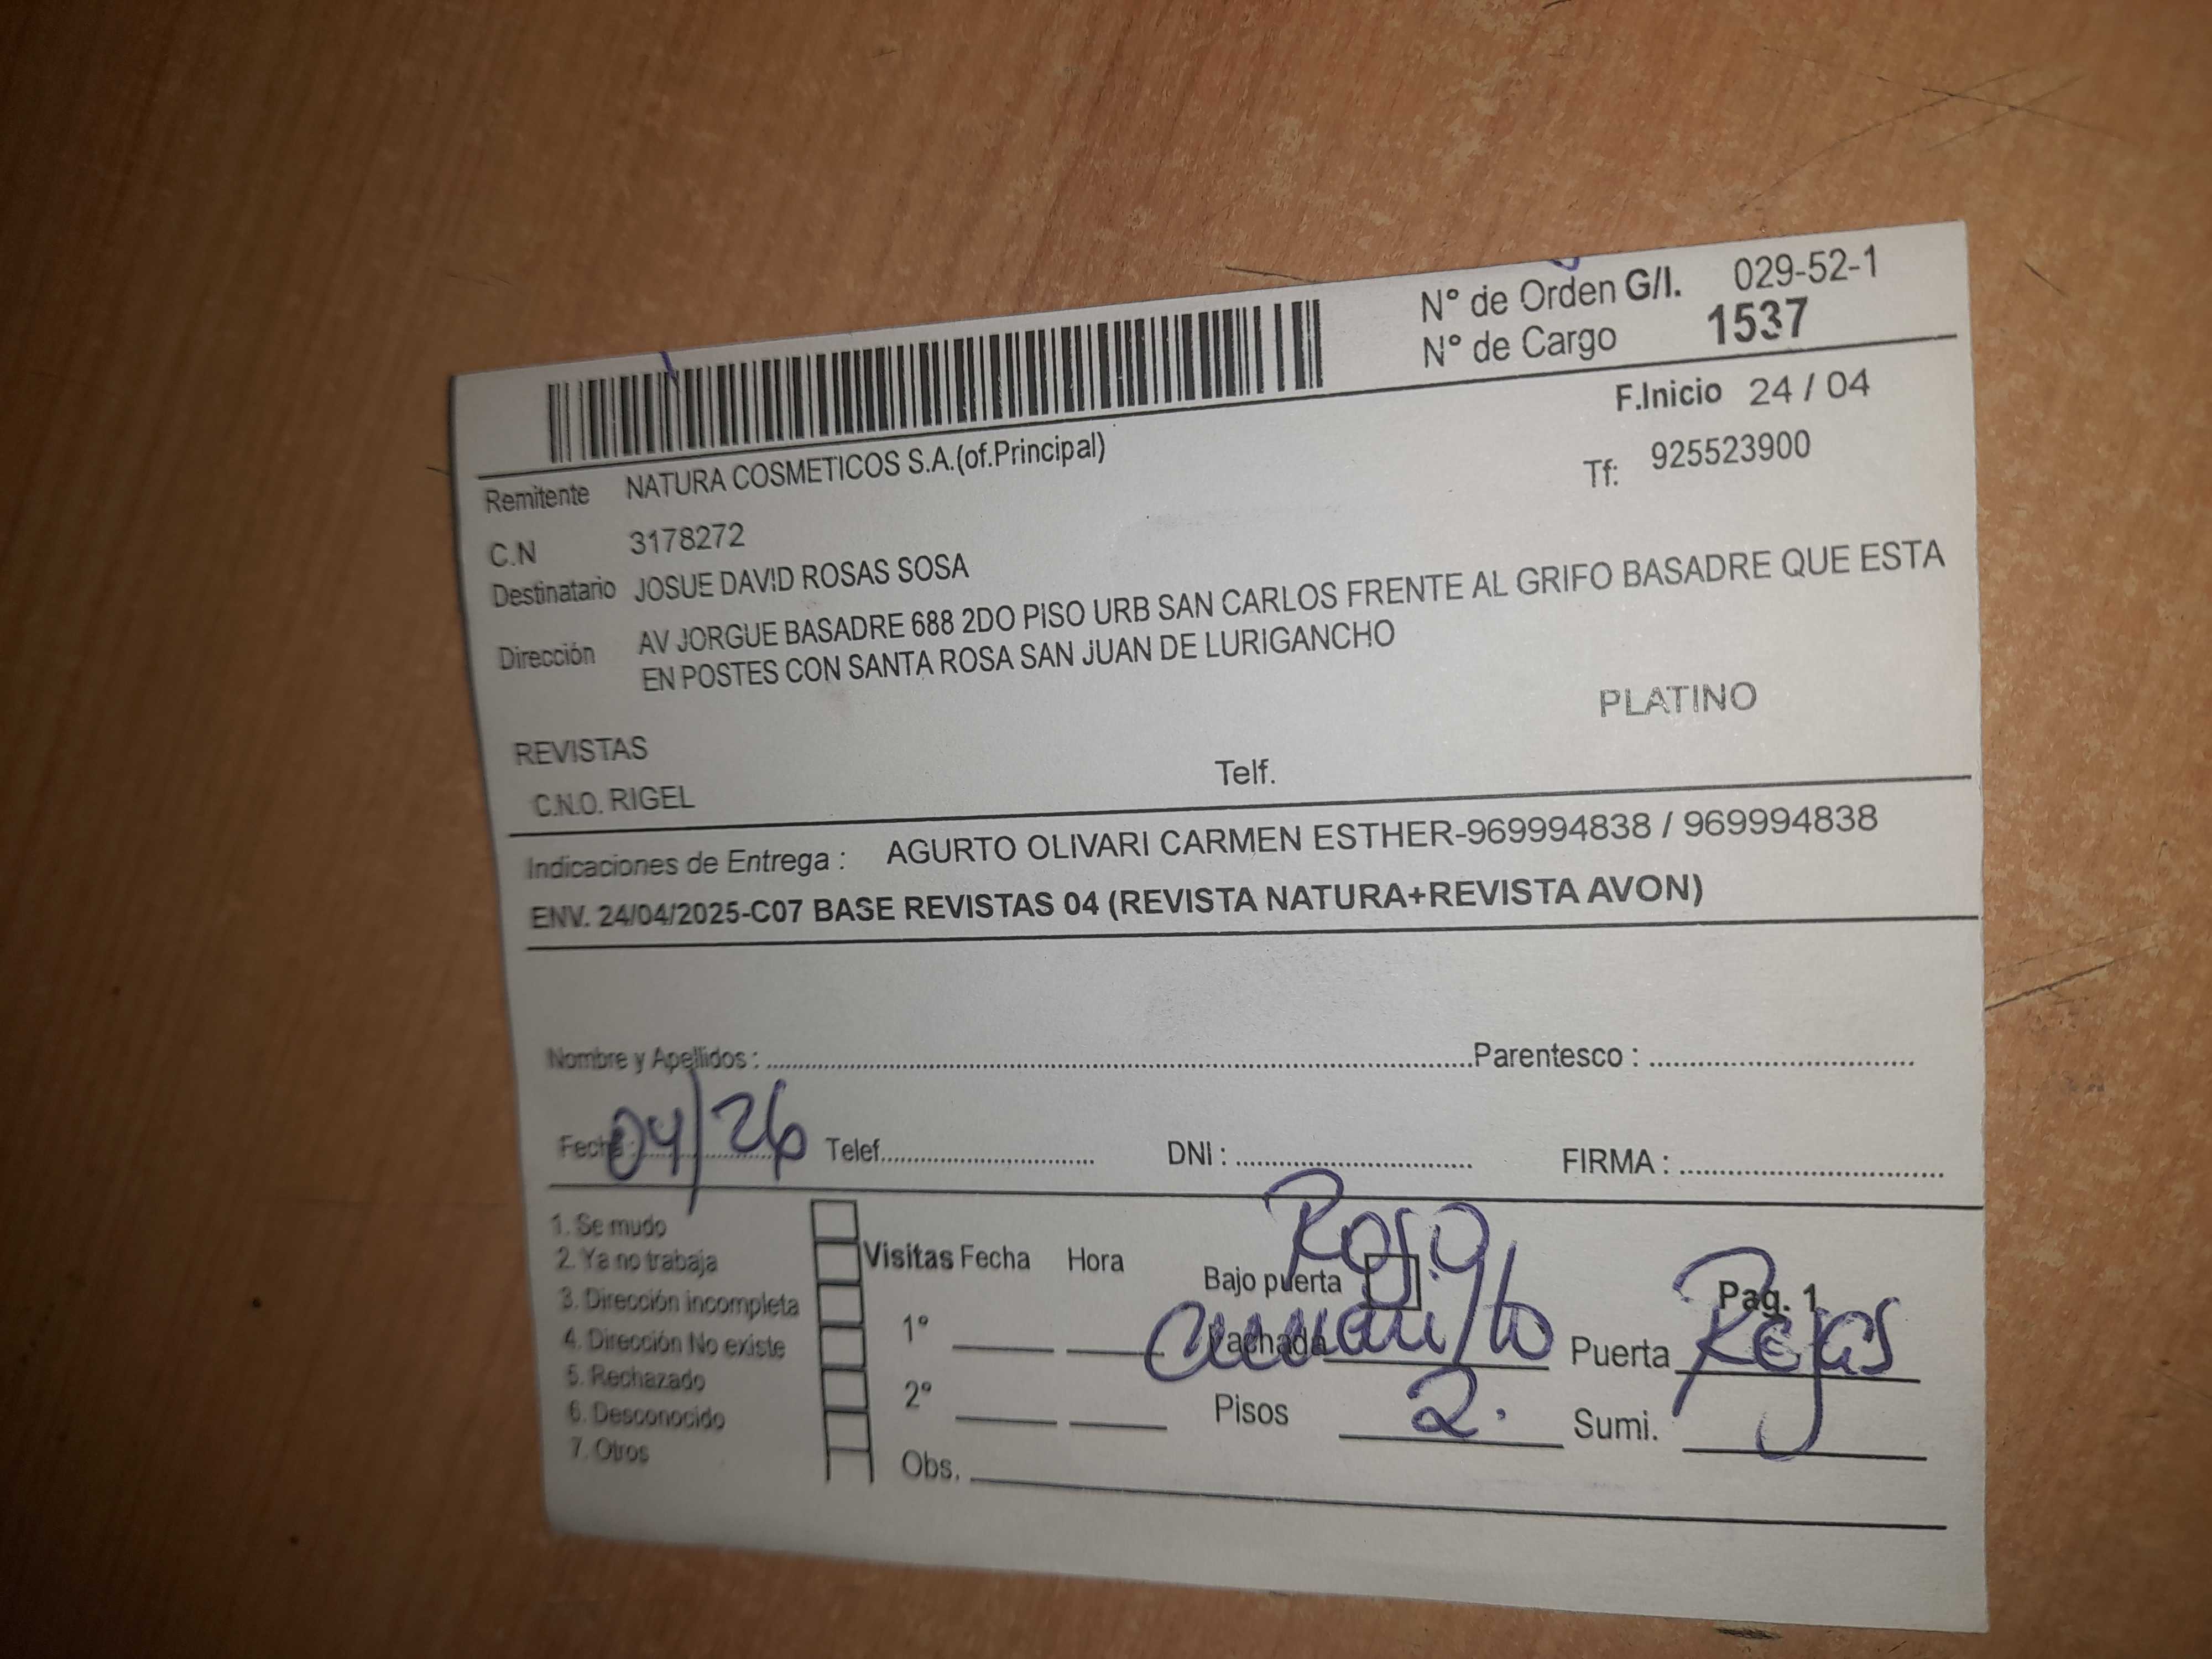 N° de Orden G/I. 029-52-1
N° de Cargo 1537
F.Inicio 24 / 04
Remitente NATURA COSMETICOS S.A.(of.Principal)
Tf: 925523900
C.N 3178272
Destinatario JOSUE DAVID ROSAS SOSA
Dirección AV JORGUE BASADRE 688 2DO PISO URB SAN CARLOS FRENTE AL GRIFO BASADRE QUE ESTA
EN POSTES CON SANTA ROSA SAN JUAN DE LURIGANCHO
PLATINO
REVISTAS
C.N.O. RIGEL Telf.
Indicaciones de Entrega : AGURTO OLIVARI CARMEN ESTHER-969994838 / 969994838
ENV. 24/04/2025-C07 BASE REVISTAS 04 (REVISTA NATURA+REVISTA AVON)
Nombre y Apellidos : Parentesco :
Fecha : 04/26 Telef. DNI : FIRMA :
1. Se mudo
2. Ya no trabaja
3. Dirección incompleta
4. Dirección No existe
5. Rechazado
6. Desconocido
7. Otros
Visitas Fecha Hora
1°
2°
Obs.
Bajo puerta
Pag. 1
Fachada Puerta Rejas
Pisos 2. Sumi.